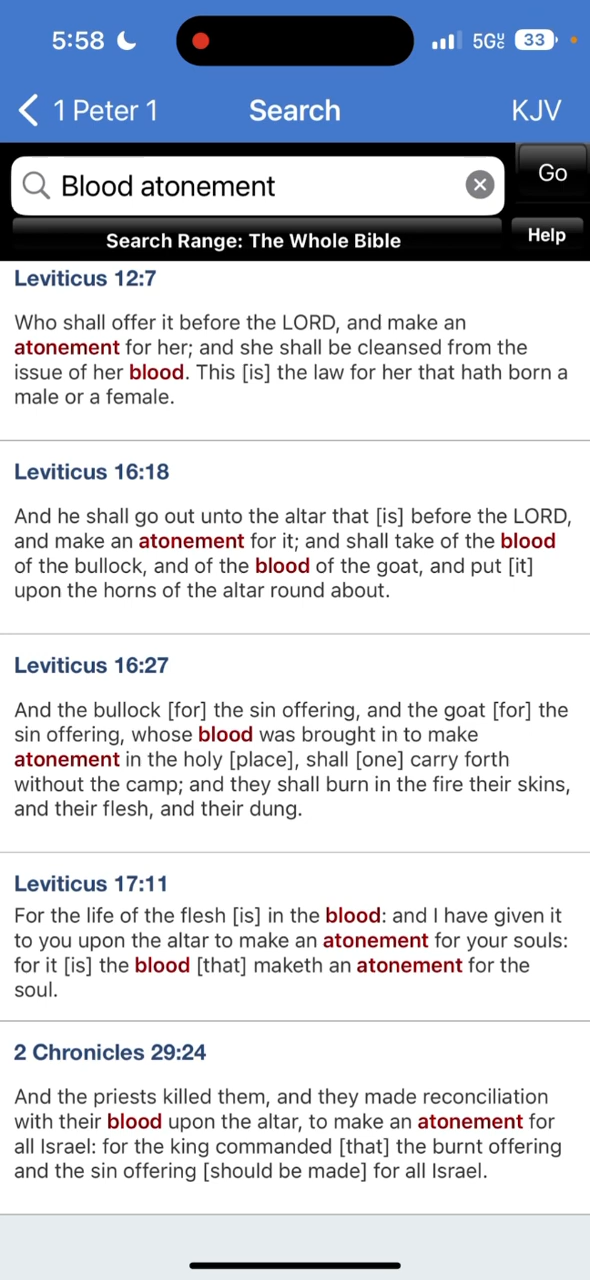 5:58
5G
33
1 Peter 1
Search
KJV
Blood atonement
Go
Search Range: The Whole Bible
Help
Leviticus 12:7
Who shall offer it before the LORD, and make an
atonement for her; and she shall be cleansed from the
issue of her blood. This [is] the law for her that hath born a
male or a female.
Leviticus 16:18
And he shall go out unto the altar that [is] before the LORD,
and make an atonement for it; and shall take of the blood
of the bullock, and of the blood of the goat, and put [it]
upon the horns of the altar round about.
Leviticus 16:27
And the bullock [for] the sin offering, and the goat [for] the
sin offering, whose blood was brought in to make
atonement in the holy [place], shall [one] carry forth
without the camp; and they shall burn in the fire their skins,
and their flesh, and their dung.
Leviticus 17:11
For the life of the flesh [is] in the blood: and I have given it
to you upon the altar to make an atonement for your souls:
for it [is] the blood [that] maketh an atonement for the
soul.
2 Chronicles 29:24
And the priests killed them, and they made reconciliation
with their blood upon the altar, to make an atonement for
all Israel: for the king commanded [that] the burnt offering
and the sin offering [should be made] for all Israel.